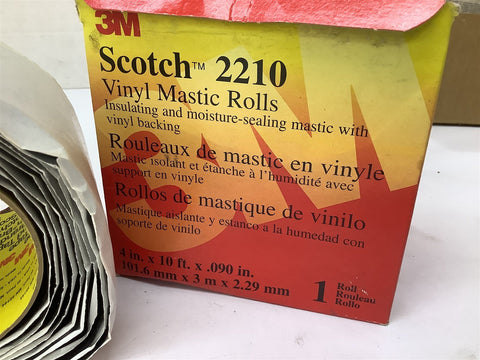 3M
Scotch™ 2210
Vinyl Mastic Rolls
Insulating and moisture-sealing mastic with
vinyl backing
Rouleaux de mastic en vinyle
Mastic isolant et étanche à l'humidité avec
support en vinyle
Rollos de mastique de vinilo
Mastique aislante y estanco a la humedad con
soporte de vinilo
4 in. x 10 ft. x .090 in.
101.6 mm x 3 m x 2.29 mm
1 Roll
Rouleau
Rollo